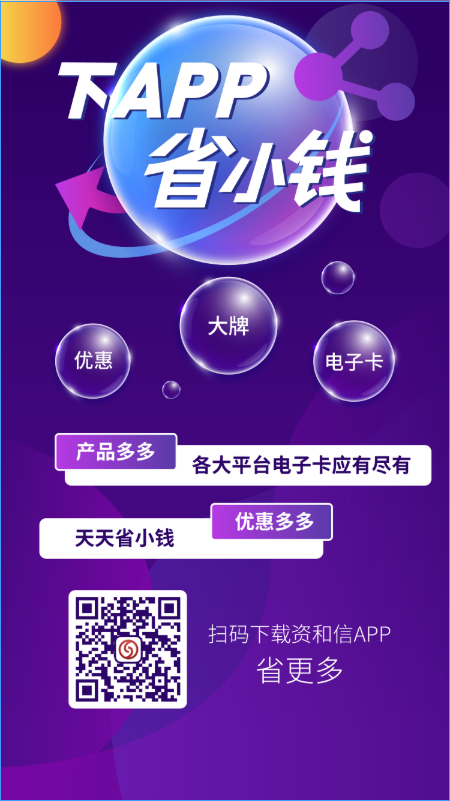 下APP
省小钱
大牌
优惠
电子卡
产品多多
各大平台电子卡应有尽有
优惠多多
天天省小钱
扫码下载资和信APP
省更多